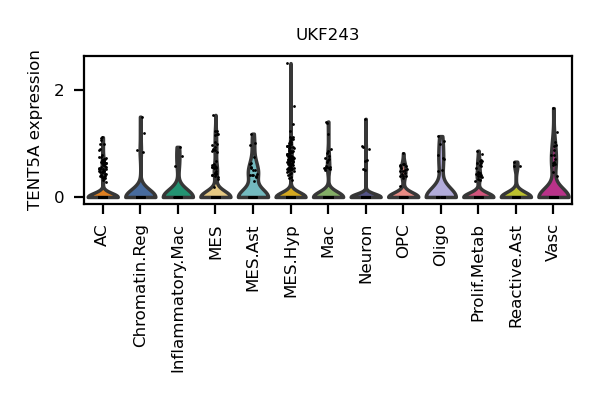 UKF243
TENT5A expression
2
0
AC
Chromatin.Reg
Inflammatory.Mac
MES
MES.Ast
MES.Hyp
Mac
Neuron
OPC
Oligo
Prolif.Metab
Reactive.Ast
Vasc